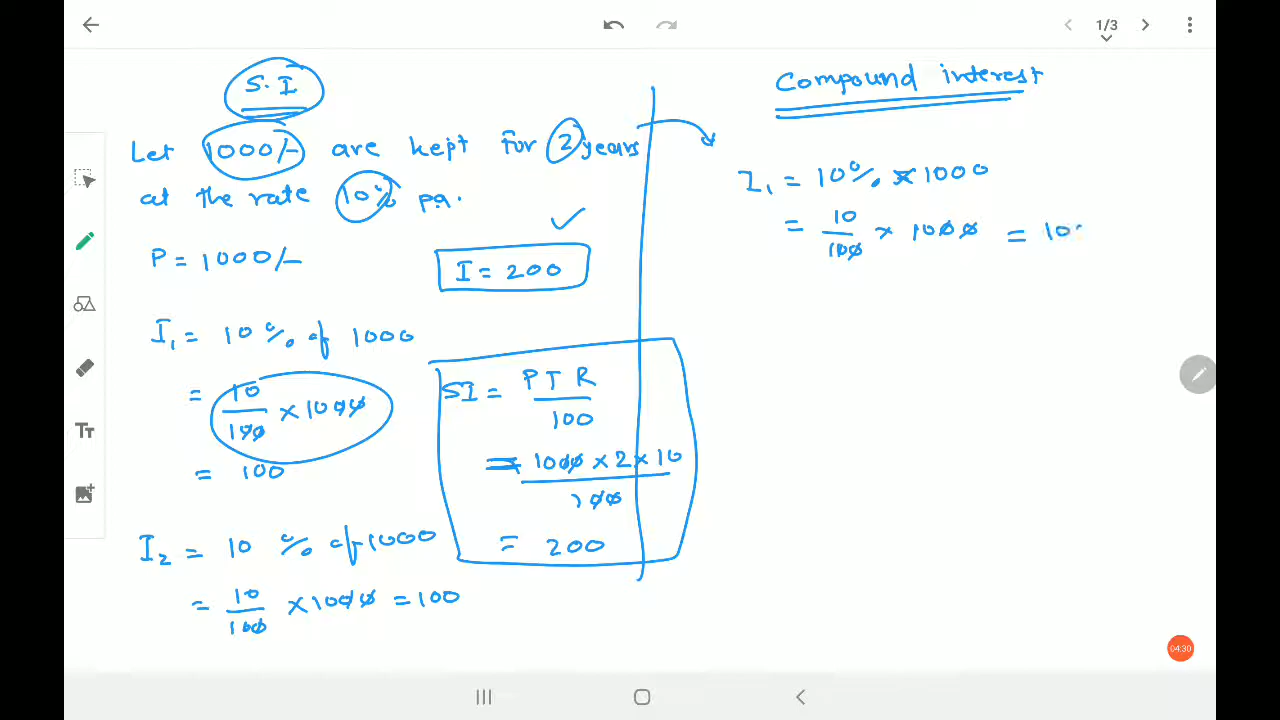 1/3
S.I
Let 1000/- are kept for 2 years
at the rate 10% p.a.
P = 1000/-
I = 200
I₁ = 10% of 1000
= 10/100 × 1000
= 100
I₂ = 10 % of 1000
= 10/100 × 1000 = 100
SI = P T R / 100
= 1000 × 2 × 10 / 100
= 200
Compound interest
I₁ = 10% × 1000
= 10/100 × 1000 = 10
Tт
04:30